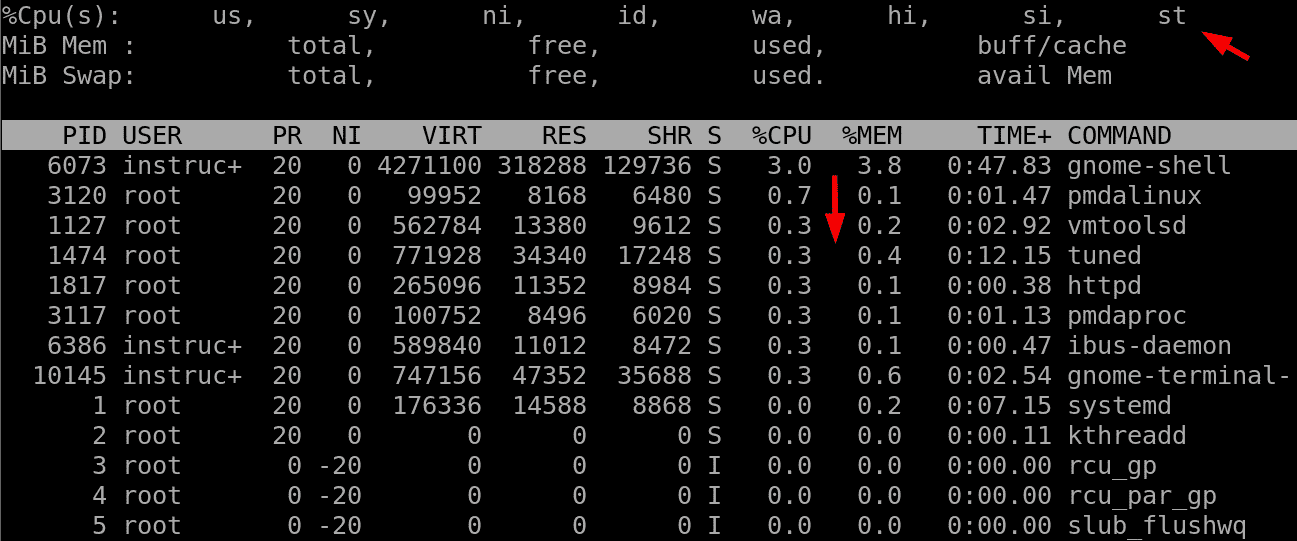 %Cpu(s): us, sy, ni, id, wa, hi, si, st
MiB Mem : total, free, used, buff/cache
MiB Swap: total, free, used. avail Mem
PID USER PR NI VIRT RES SHR S %CPU %MEM TIME+ COMMAND
6073 instruc+ 20 0 4271100 318288 129736 S 3.0 3.8 0:47.83 gnome-shell
3120 root 20 0 99952 8168 6480 S 0.7 0.1 0:01.47 pmdalinux
1127 root 20 0 562784 13380 9612 S 0.3 0.2 0:02.92 vmtoolsd
1474 root 20 0 771928 34340 17248 S 0.3 0.4 0:12.15 tuned
1817 root 20 0 265096 11352 8984 S 0.3 0.1 0:00.38 httpd
3117 root 20 0 100752 8496 6020 S 0.3 0.1 0:01.13 pmdaproc
6386 instruc+ 20 0 589840 11012 8472 S 0.3 0.1 0:00.47 ibus-daemon
10145 instruc+ 20 0 747156 47352 35688 S 0.3 0.6 0:02.54 gnome-terminal-
1 root 20 0 176336 14588 8868 S 0.0 0.2 0:07.15 systemd
2 root 20 0 0 0 0 S 0.0 0.0 0:00.11 kthreadd
3 root 0 -20 0 0 0 I 0.0 0.0 0:00.00 rcu_gp
4 root 0 -20 0 0 0 I 0.0 0.0 0:00.00 rcu_par_gp
5 root 0 -20 0 0 0 I 0.0 0.0 0:00.00 slub_flushwq